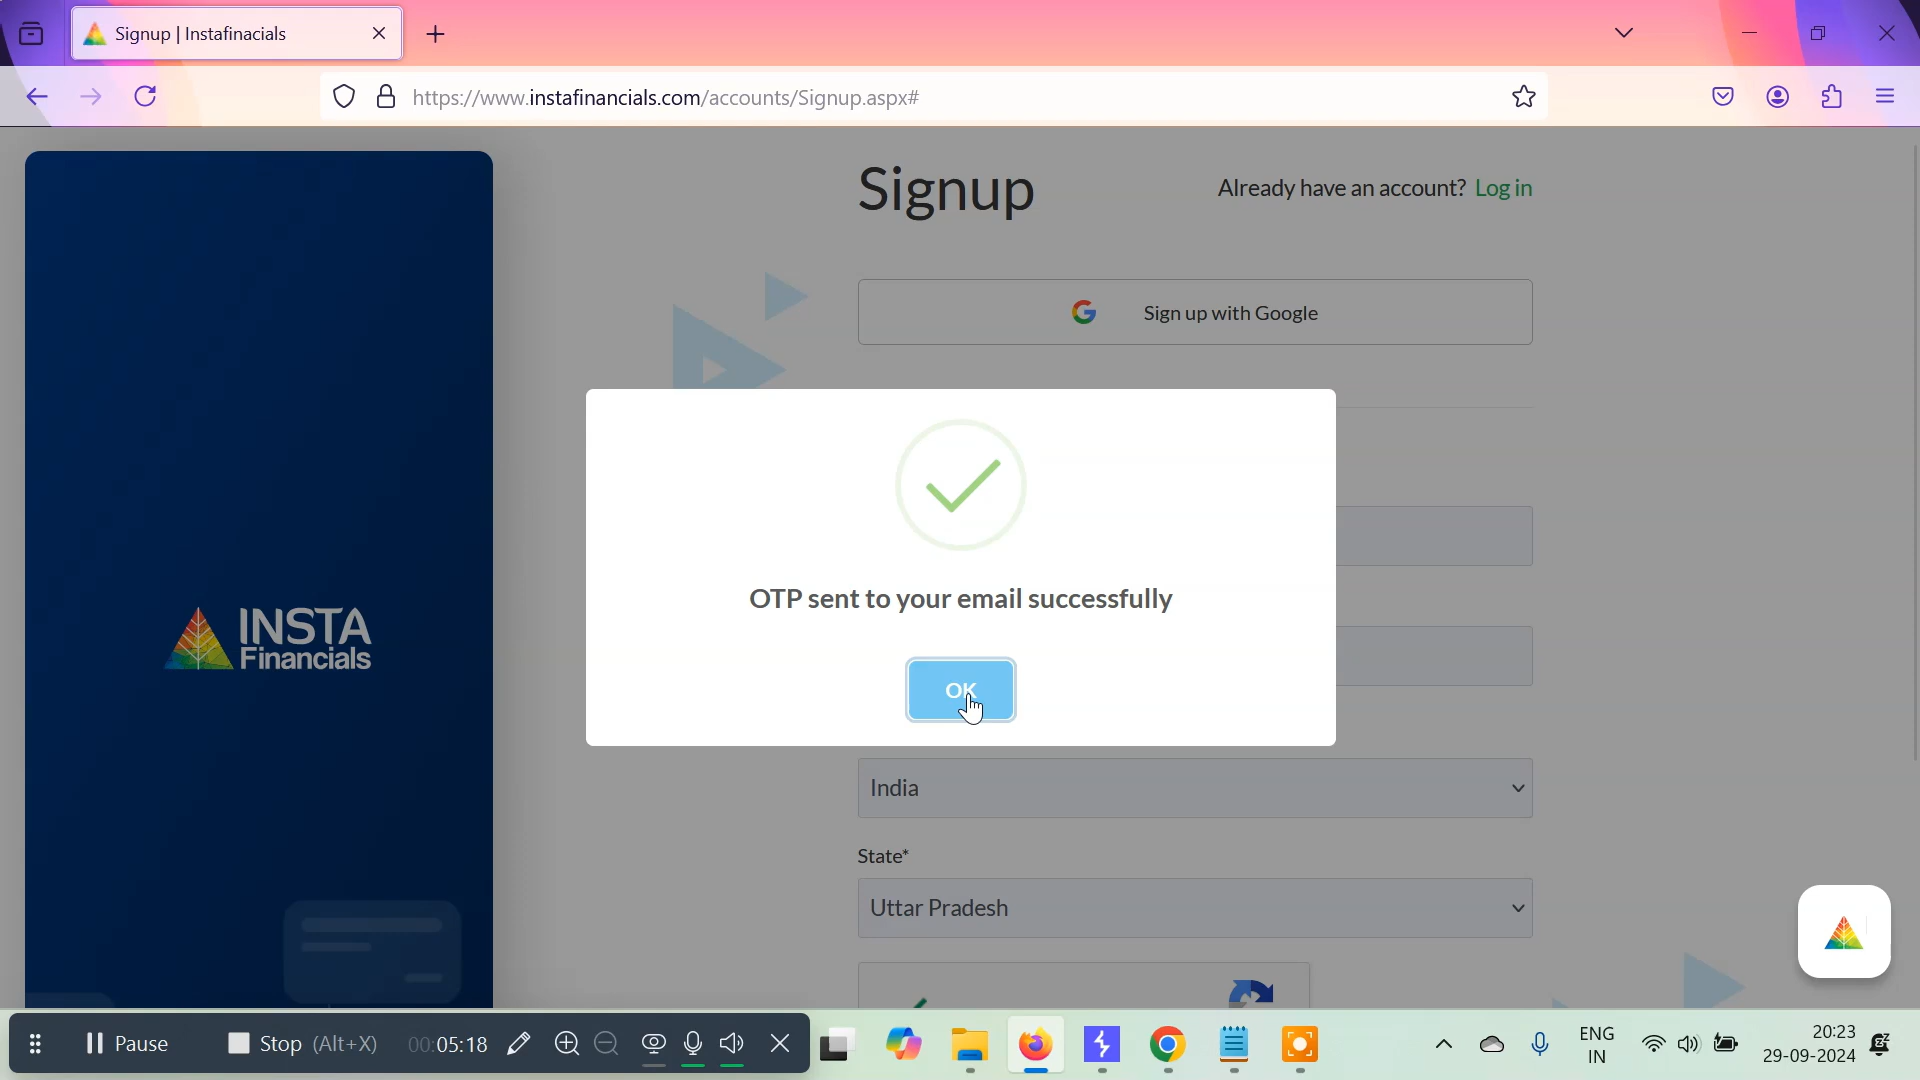 Signup | Instafinacials
https://www.instafinancials.com/accounts/Signup.aspx#
Signup
Already have an account? Log in
Sign up with Google
OTP sent to your email successfully
OK
INSTA
Financials
India
State*
Uttar Pradesh
Pause
Stop (Alt+X)
00:05:18
ENG
IN
20:23
29-09-2024